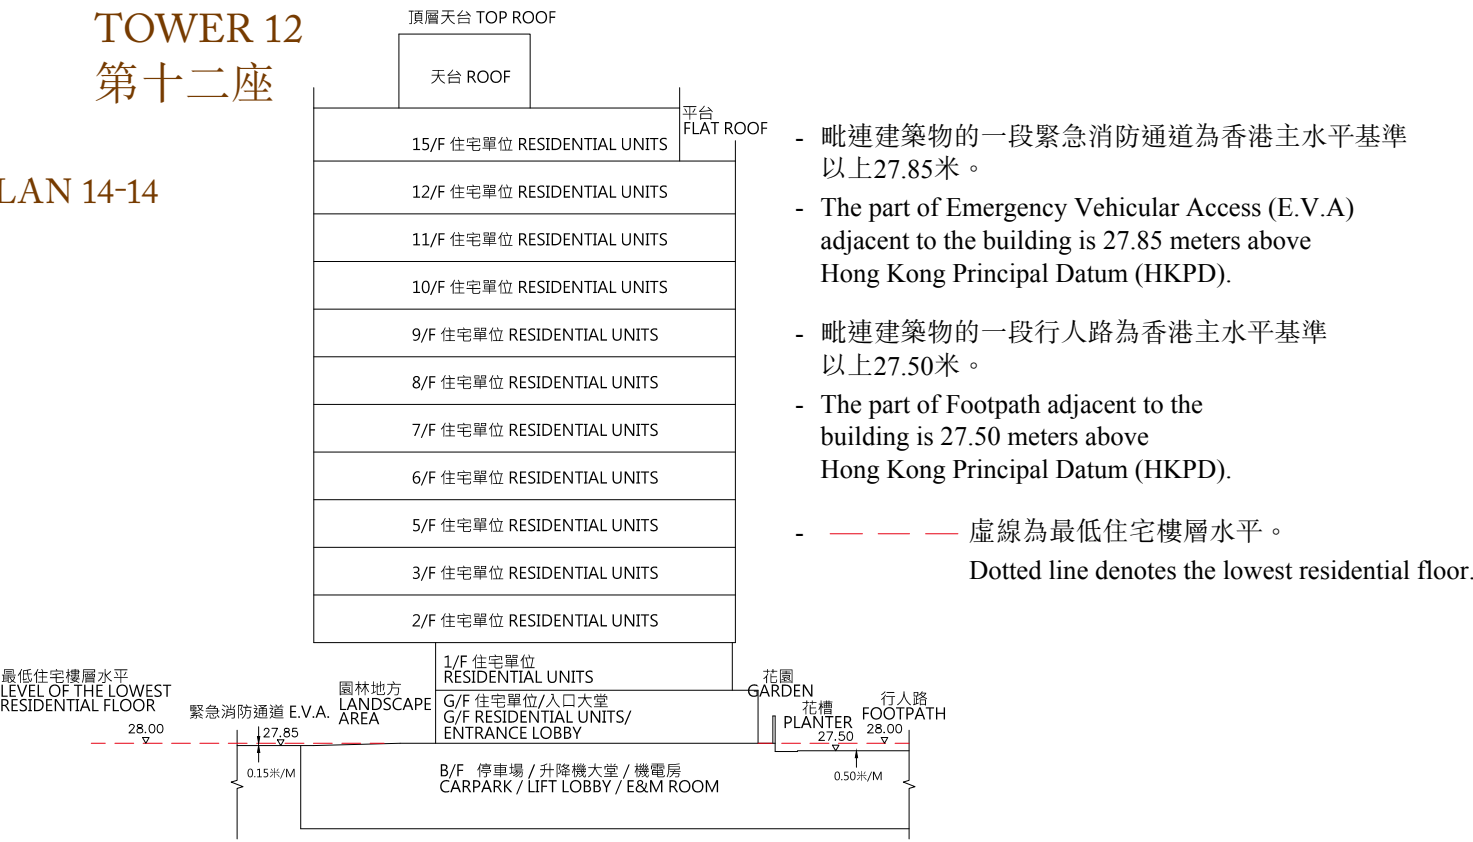 TOWER 12
第十二座
LAN 14-14
頂層天台 TOP ROOF
天台 ROOF
平台
FLAT ROOF
15/F 住宅單位 RESIDENTIAL UNITS
12/F 住宅單位 RESIDENTIAL UNITS
11/F 住宅單位 RESIDENTIAL UNITS
10/F 住宅單位 RESIDENTIAL UNITS
9/F 住宅單位 RESIDENTIAL UNITS
8/F 住宅單位 RESIDENTIAL UNITS
7/F 住宅單位 RESIDENTIAL UNITS
6/F 住宅單位 RESIDENTIAL UNITS
5/F 住宅單位 RESIDENTIAL UNITS
3/F 住宅單位 RESIDENTIAL UNITS
2/F 住宅單位 RESIDENTIAL UNITS
1/F 住宅單位
RESIDENTIAL UNITS
G/F 住宅單位/入口大堂
G/F RESIDENTIAL UNITS/
ENTRANCE LOBBY
B/F 停車場 / 升降機大堂 / 機電房
CARPARK / LIFT LOBBY / E&M ROOM
最低住宅樓層水平
LEVEL OF THE LOWEST
RESIDENTIAL FLOOR
28.00
緊急消防通道 E.V.A.
27.85
0.15米/M
園林地方
LANDSCAPE
AREA
花園
GARDEN
花槽
PLANTER
27.50
行人路
FOOTPATH
28.00
0.50米/M
- 毗連建築物的一段緊急消防通道為香港主水平基準
以上27.85米。
- The part of Emergency Vehicular Access (E.V.A)
adjacent to the building is 27.85 meters above
Hong Kong Principal Datum (HKPD).
- 毗連建築物的一段行人路為香港主水平基準
以上27.50米。
- The part of Footpath adjacent to the
building is 27.50 meters above
Hong Kong Principal Datum (HKPD).
- 虛線為最低住宅樓層水平。
Dotted line denotes the lowest residential floor.